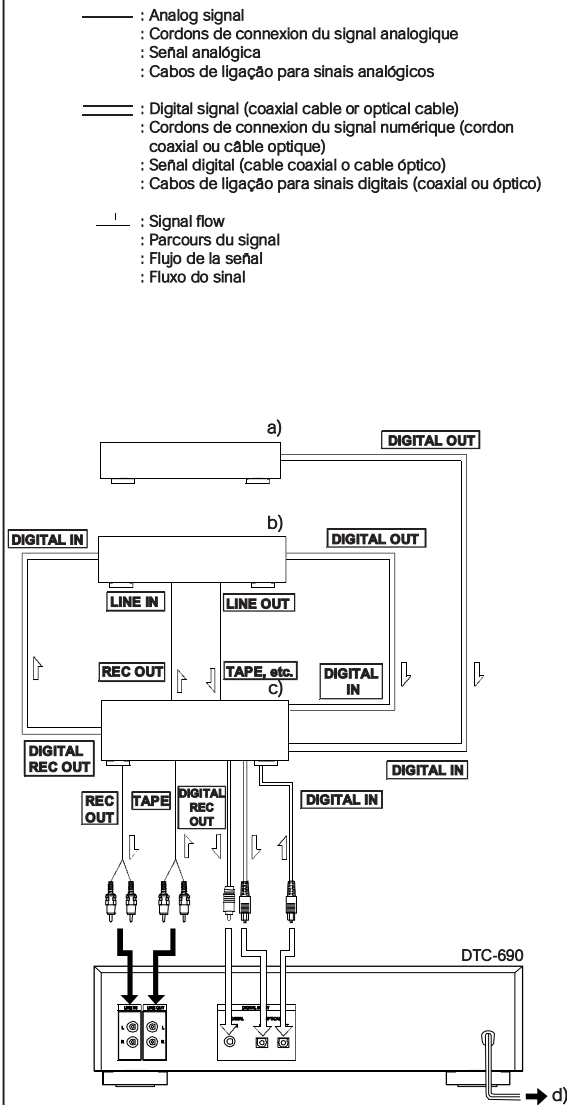 : Analog signal
: Cordons de connexion du signal analogique
: Señal analógica
: Cabos de ligação para sinais analógicos
: Digital signal (coaxial cable or optical cable)
: Cordons de connexion du signal numérique (cordon
coaxial ou câble optique)
: Señal digital (cable coaxial o cable óptico)
: Cabos de ligação para sinais digitais (coaxial ou óptico)
: Signal flow
: Parcours du signal
: Flujo de la señal
: Fluxo do sinal
a)
DIGITAL OUT
b)
DIGITAL IN
DIGITAL OUT
LINE IN
LINE OUT
REC OUT
TAPE, etc.
DIGITAL
IN
c)
DIGITAL
REC OUT
DIGITAL IN
REC
OUT
TAPE
DIGITAL
REC
OUT
DIGITAL IN
DTC-690
LINE IN
LINE OUT
L
L
R
R
d)